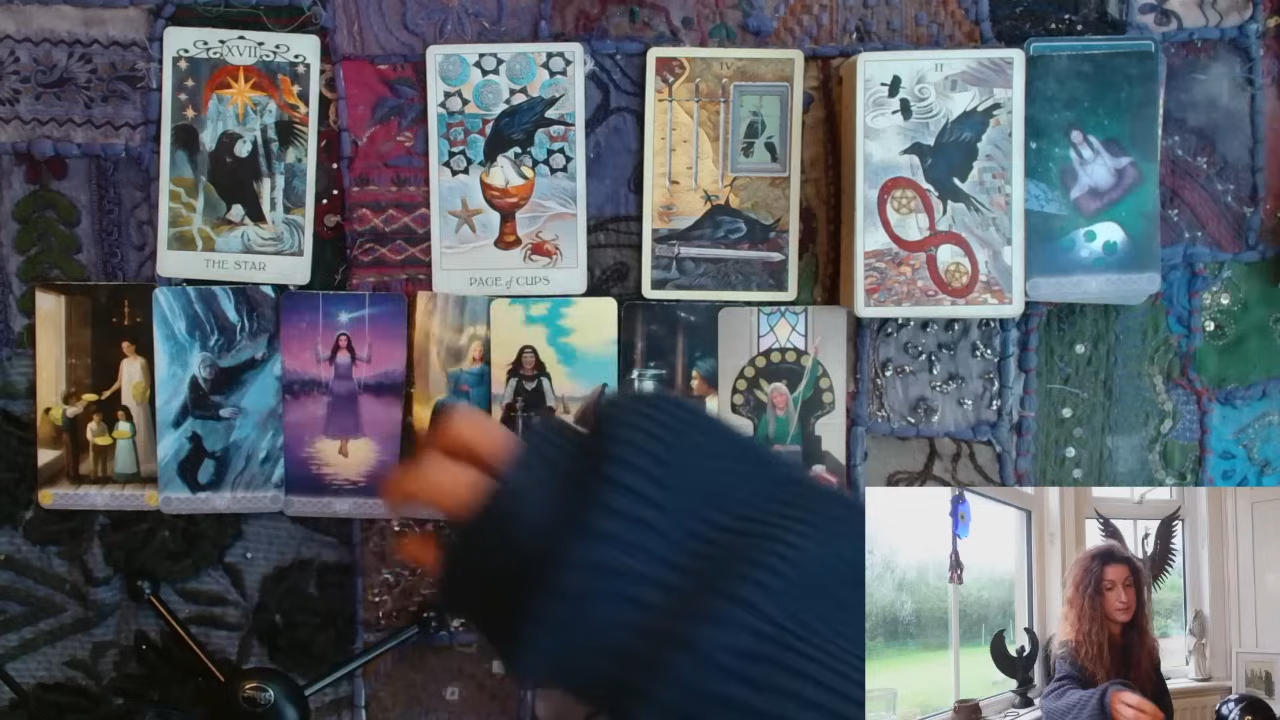 XVII
THE STAR
PAGE of CUPS
IV
II